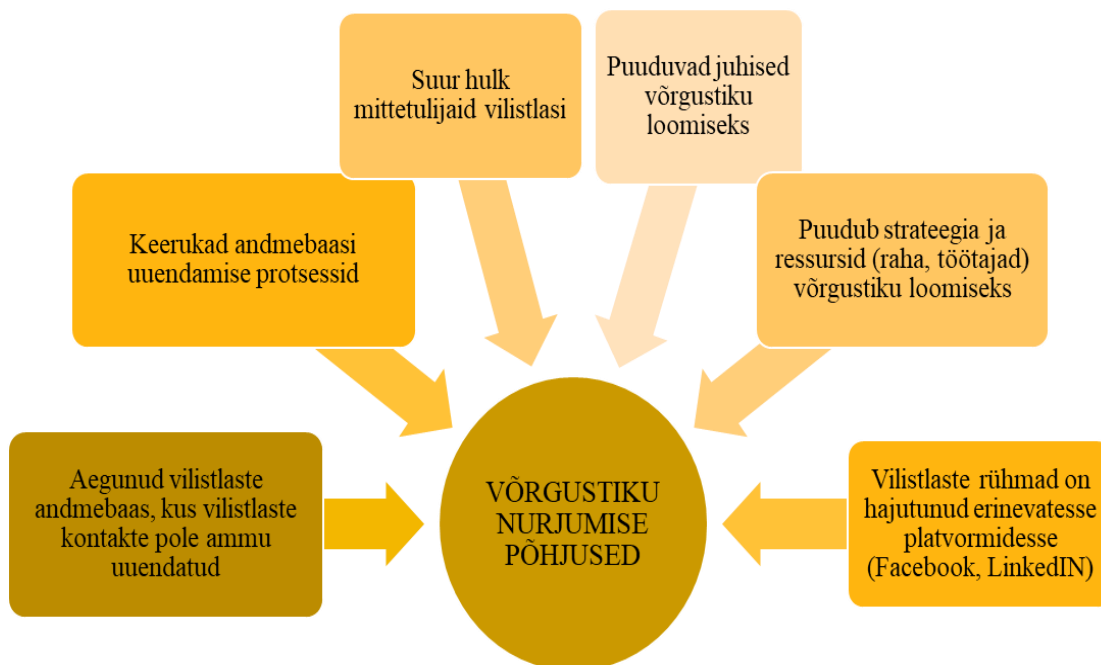 Suur hulk
mittetulijaid vilistlasi
Puuduvad juhised
võrgustiku
loomiseks
Keerukad andmebaasi
uuendamise protsessid
Puudub strateegia ja
ressursid (raha, töötajad)
võrgustiku loomiseks
Aegunud vilistlaste
andmebaas, kus vilistlaste
kontakte pole ammu
uuendatud
VÕRGUSTIKU
NURJUMISE
PÕHJUSED
Vilistlaste rühmad on
hajutunud erinevatesse
platvormidesse
(Facebook, LinkedIN)